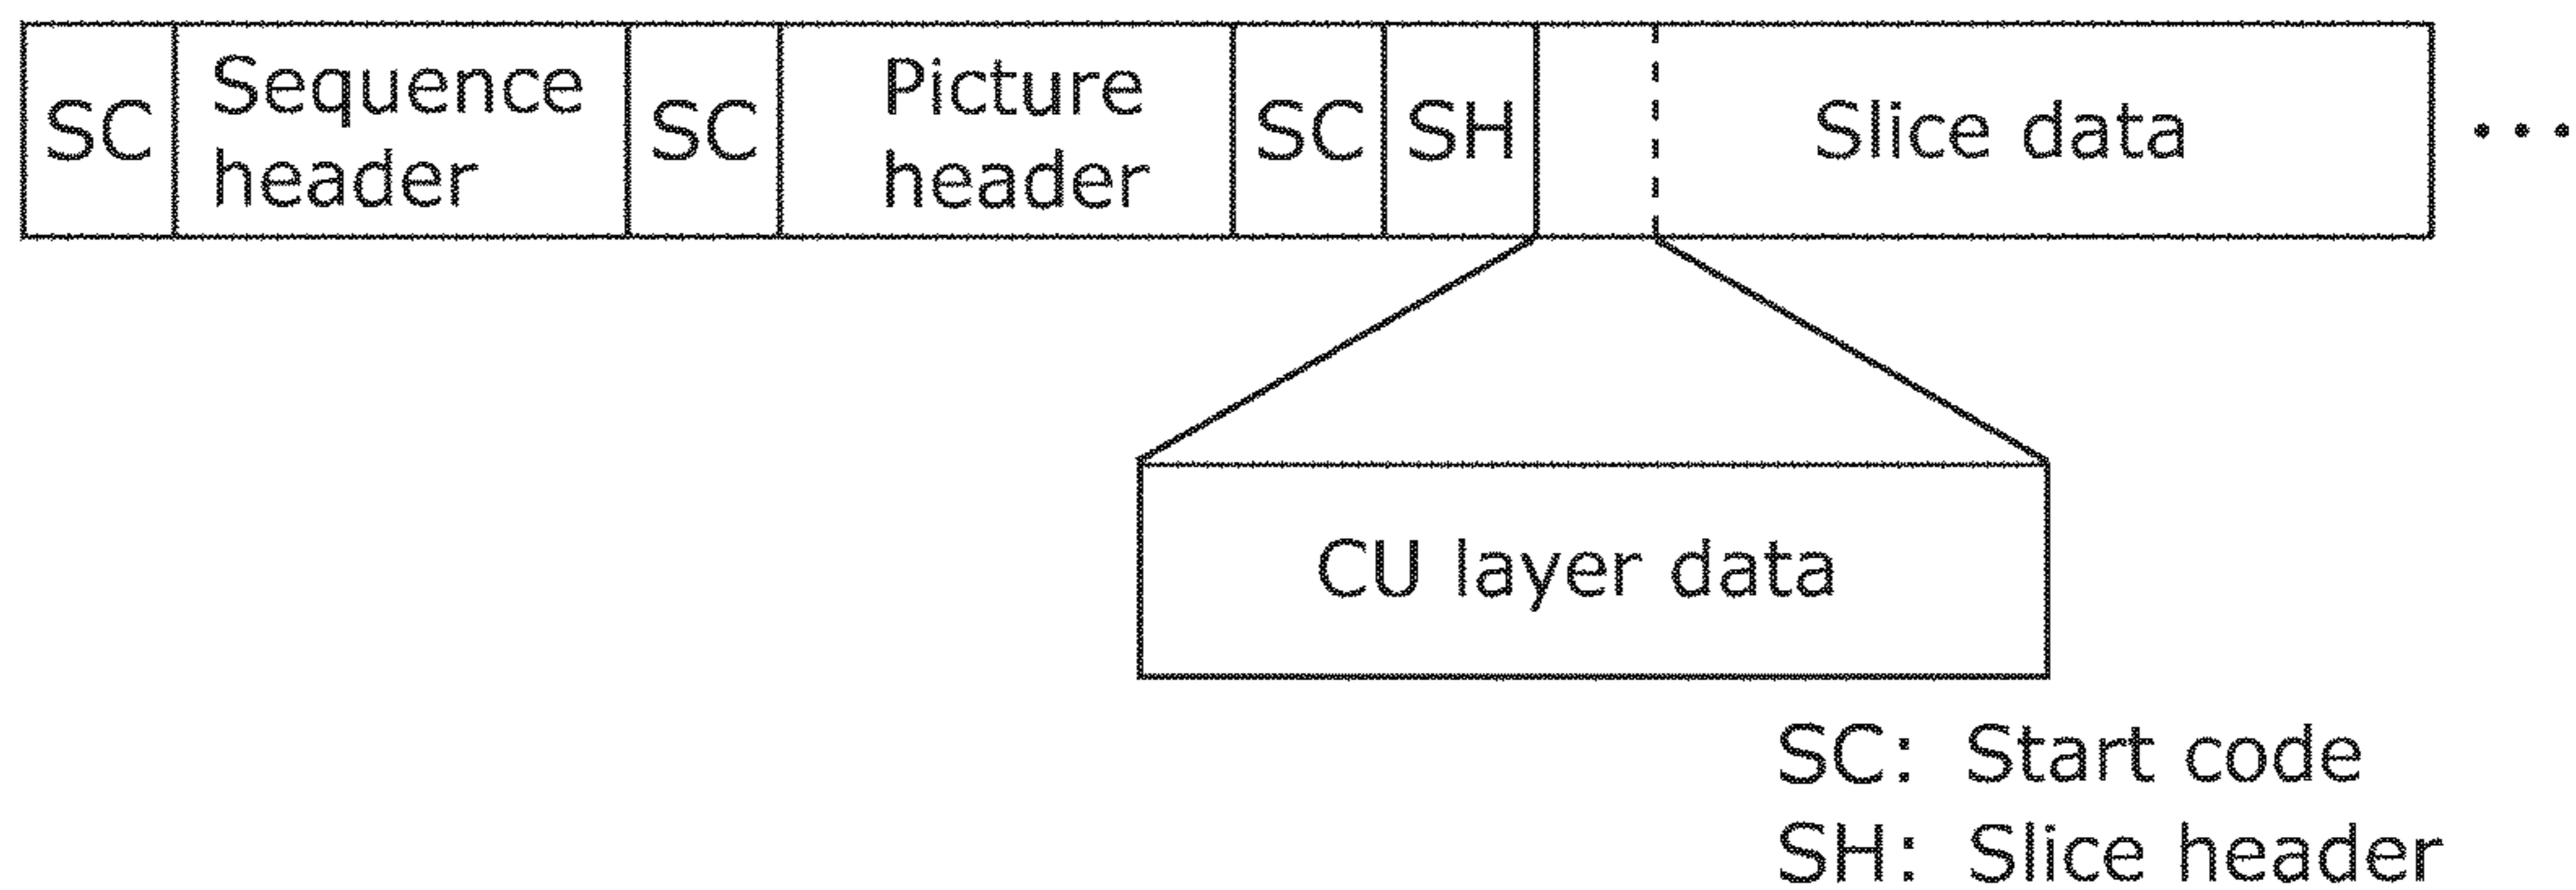 SC Sequence header SC Picture header SC SH Slice data ...
CU layer data
SC: Start code
SH: Slice header